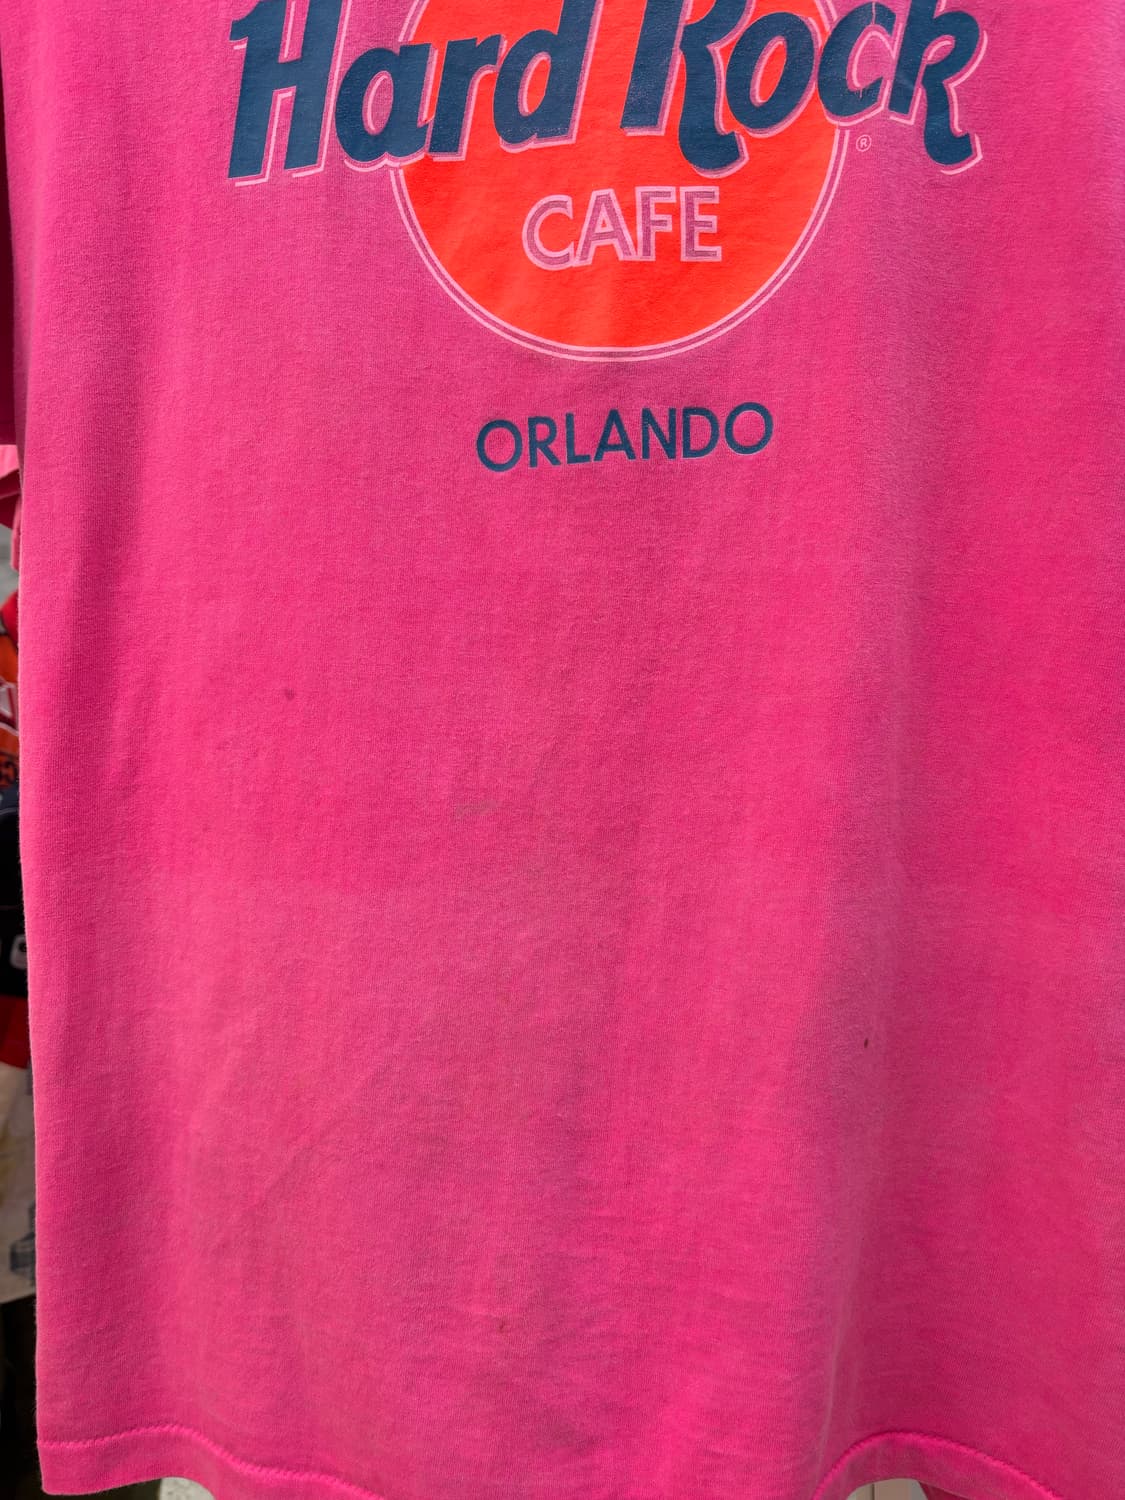 Hard Rock
®
CAFE
ORLANDO